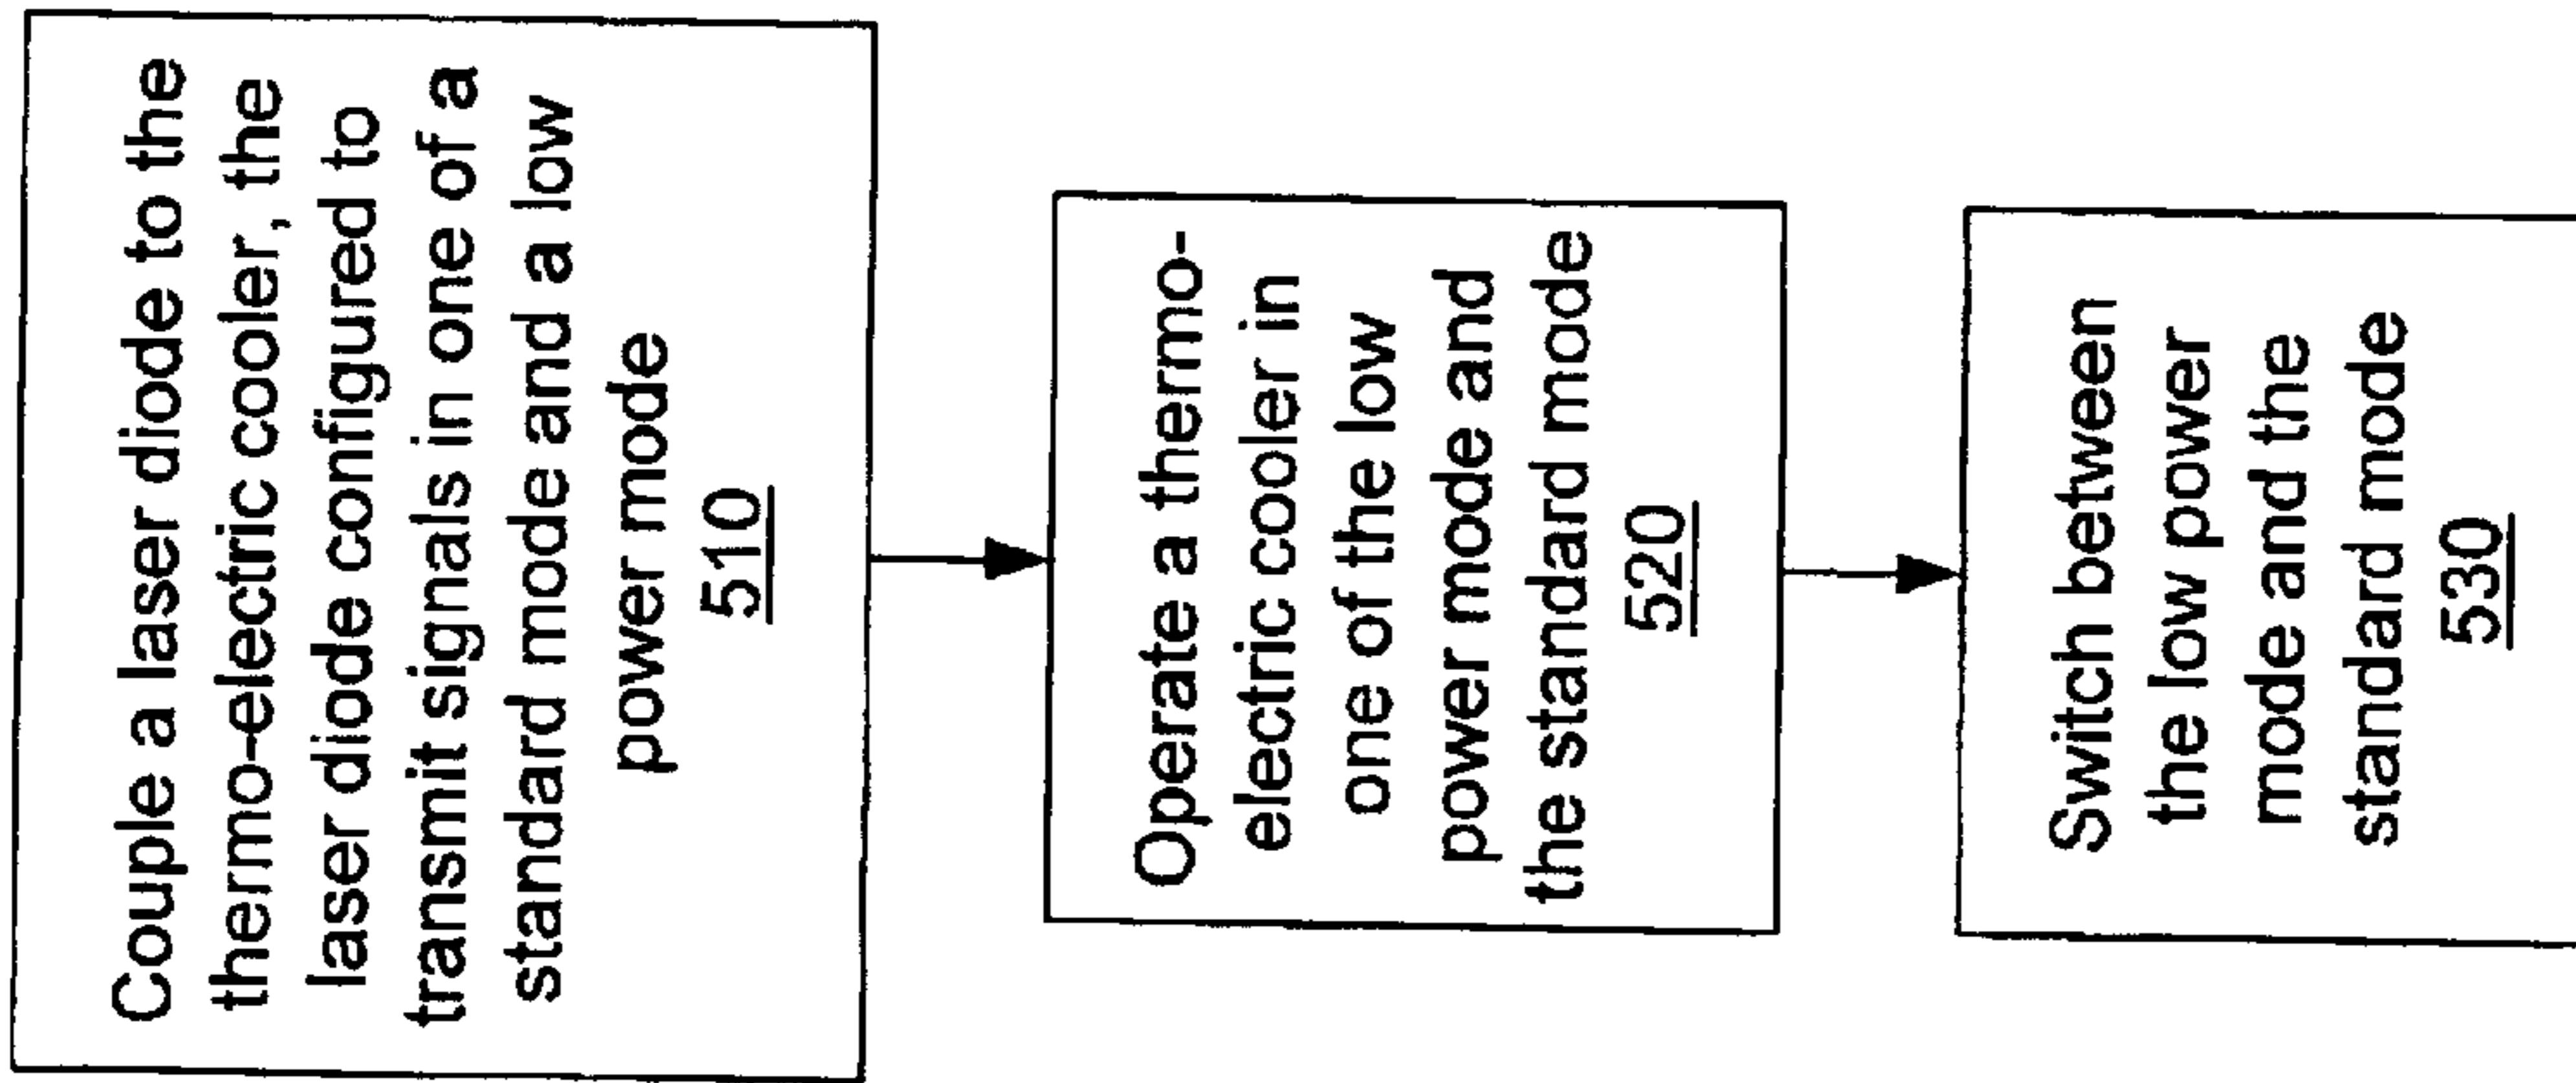 Couple a laser diode to the
thermo-electric cooler, the
laser diode configured to
transmit signals in one of a
standard mode and a low
power mode
510
Operate a thermo-
electric cooler in
one of the low
power mode and
the standard mode
520
Switch between
the low power
mode and the
standard mode
530